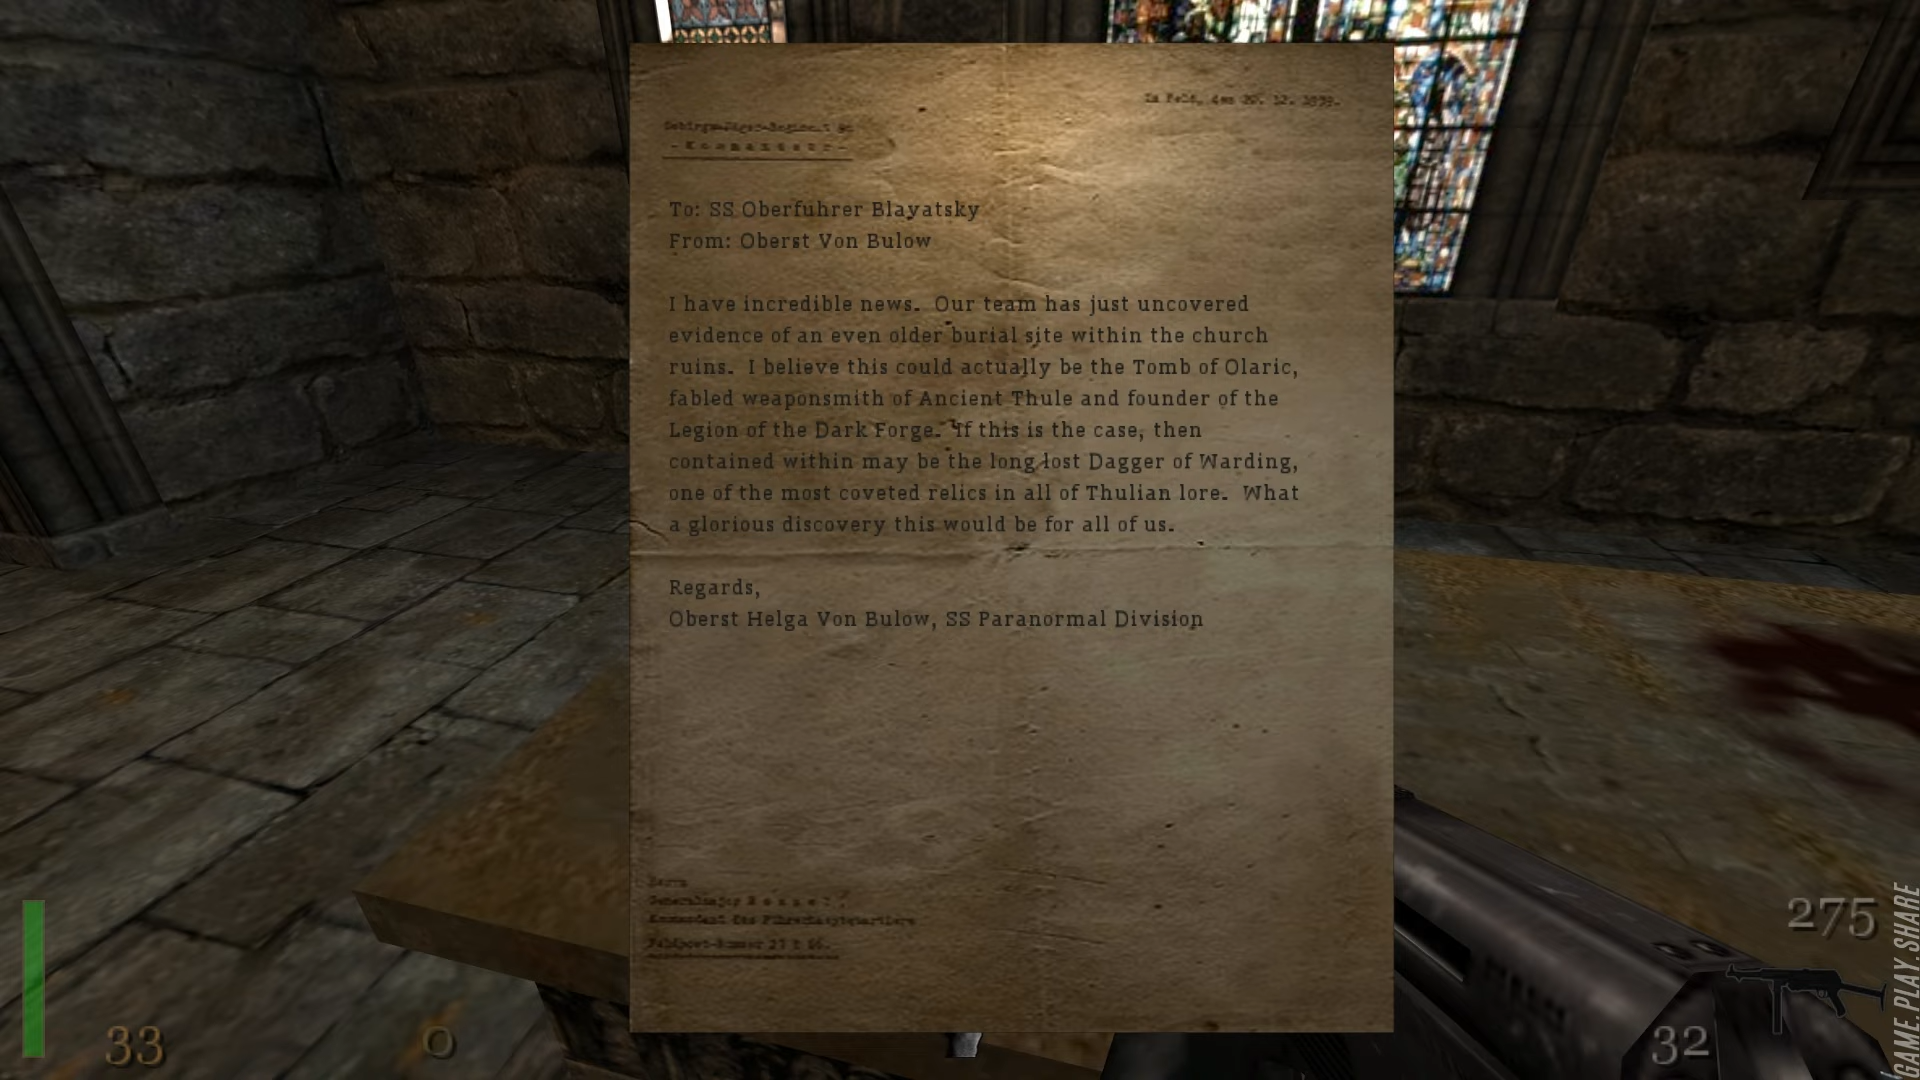 - K o m m a n d e u r -
To: SS Oberfuhrer Blayatsky
From: Oberst Von Bulow
I have incredible news. Our team has just uncovered
evidence of an even older burial site within the church
ruins. I believe this could actually be the Tomb of Olaric,
fabled weaponsmith of Ancient Thule and founder of the
Legion of the Dark Forge. If this is the case, then
contained within may be the long lost Dagger of Warding,
one of the most coveted relics in all of Thulian lore. What
a glorious discovery this would be for all of us.
Regards,
Oberst Helga Von Bulow, SS Paranormal Division
33
0
275
32
GAME.PLAY.SHARE